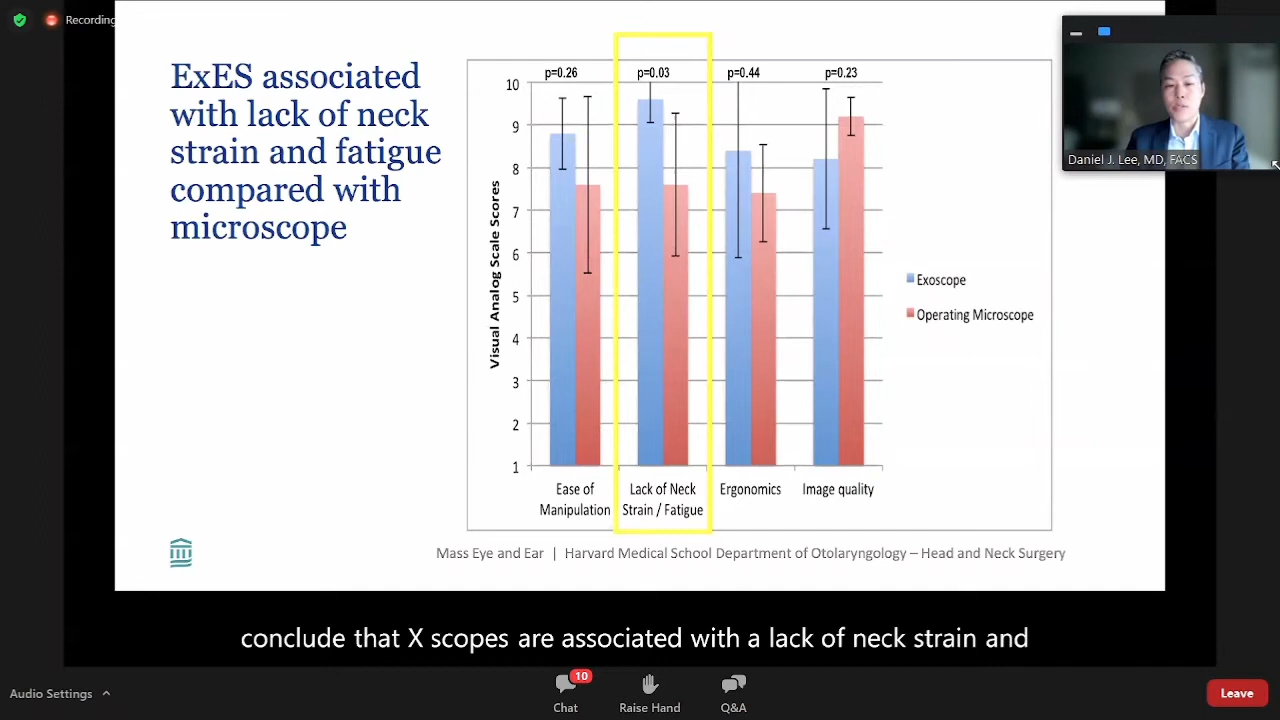 Recording
ExES associated
with lack of neck
strain and fatigue
compared with
microscope
p=0.26 p=0.03 p=0.44 p=0.23
10
9
8
7
6
5
4
3
2
1
Visual Analog Scale Scores
Ease of
Manipulation
Lack of Neck
Strain / Fatigue
Ergonomics
Image quality
Exoscope
Operating Microscope
Mass Eye and Ear | Harvard Medical School Department of Otolaryngology – Head and Neck Surgery
Daniel J. Lee, MD, FACS
conclude that X scopes are associated with a lack of neck strain and
Audio Settings
10
Chat
Raise Hand
Q&A
Leave